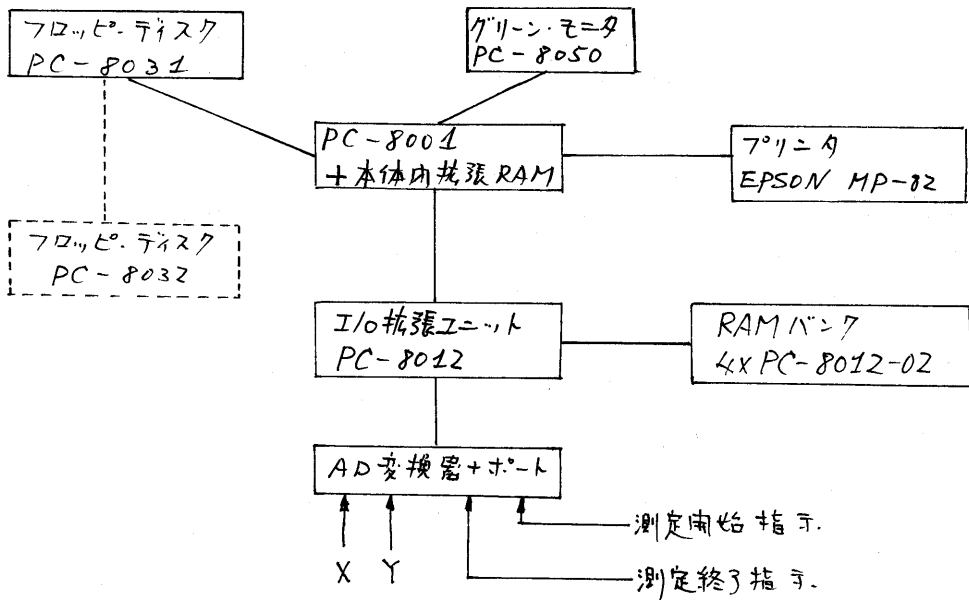 フロッピ・ディスク
PC-8031
グリーン・モニタ
PC-8050
PC-8001
+本体内拡張RAM
プリンタ
EPSON MP-82
フロッピ・ディスク
PC-8032
I/O拡張ユニット
PC-8012
RAMバンク
4×PC-8012-02
AD変換器+ポート
測定開始指示.
X Y
測定終了指示.